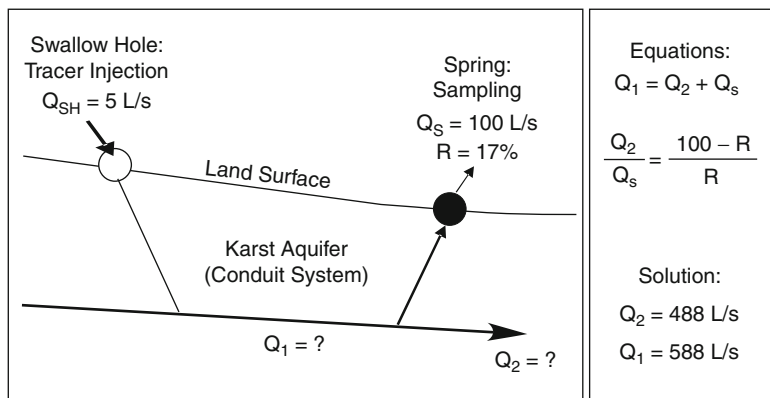 Swallow Hole:
Tracer Injection
Q_SH = 5 L/s
Spring:
Sampling
Q_S = 100 L/s
R = 17%
Land Surface
Karst Aquifer
(Conduit System)
Q_1 = ?
Q_2 = ?
Equations:
Q_1 = Q_2 + Q_s
Q_2 / Q_s = 100 − R / R
Solution:
Q_2 = 488 L/s
Q_1 = 588 L/s